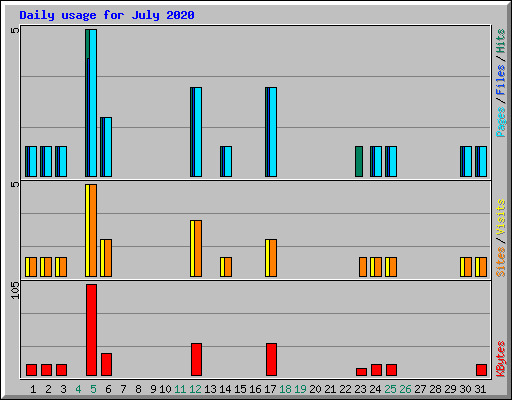 Daily usage for July 2020
5
5
105
Pages/Files/Hits
Sites/Visits
KBytes
1 2 3 4 5 6 7 8 9 10 11 12 13 14 15 16 17 18 19 20 21 22 23 24 25 26 27 28 29 30 31